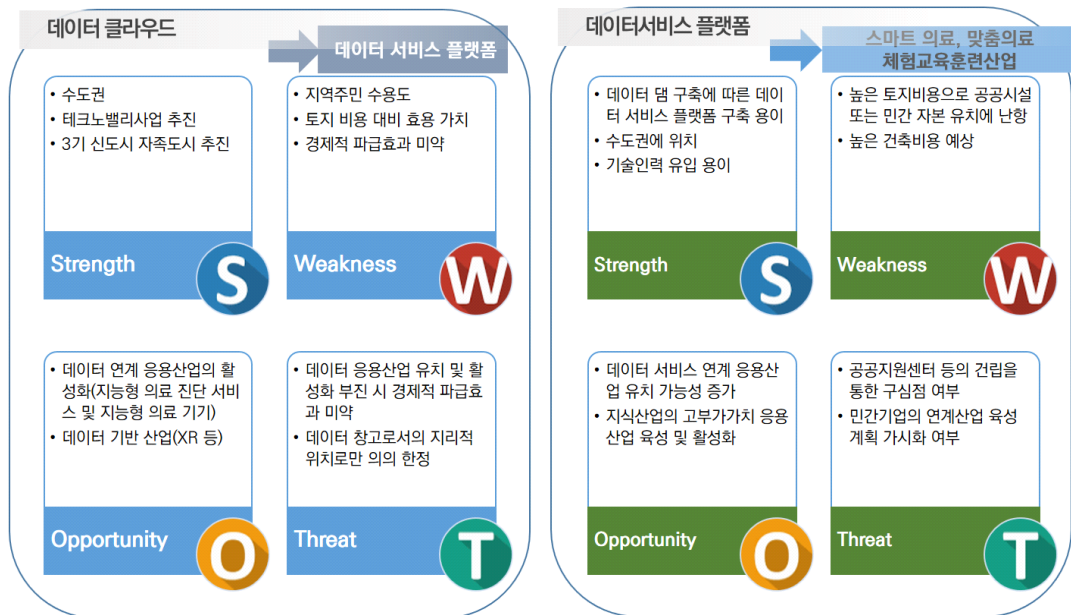 데이터 클라우드
데이터 서비스 플랫폼
• 수도권
• 테크노밸리사업 추진
• 3기 신도시 자족도시 추진
Strength
S
• 지역주민 수용도
• 토지 비용 대비 효용 가치
• 경제적 파급효과 미약
Weakness
W
• 데이터 연계 응용산업의 활
성화(지능형 의료 진단 서비
스 및 지능형 의료 기기)
• 데이터 기반 산업(XR 등)
Opportunity
O
• 데이터 응용산업 유치 및 활
성화 부진 시 경제적 파급효
과 미약
• 데이터 창고로서의 지리적
위치로만 의의 한정
Threat
T
데이터서비스 플랫폼
스마트 의료, 맞춤의료
체험교육훈련산업
• 데이터 댐 구축에 따른 데이
터 서비스 플랫폼 구축 용이
• 수도권에 위치
• 기술인력 유입 용이
Strength
S
• 높은 토지비용으로 공공시설
또는 민간 자본 유치에 난항
• 높은 건축비용 예상
Weakness
W
• 데이터 서비스 연계 응용산
업 유치 가능성 증가
• 지식산업의 고부가가치 응용
산업 육성 및 활성화
Opportunity
O
• 공공지원센터 등의 건립을
통한 구심점 여부
• 민간기업의 연계산업 육성
계획 가시화 여부
Threat
T